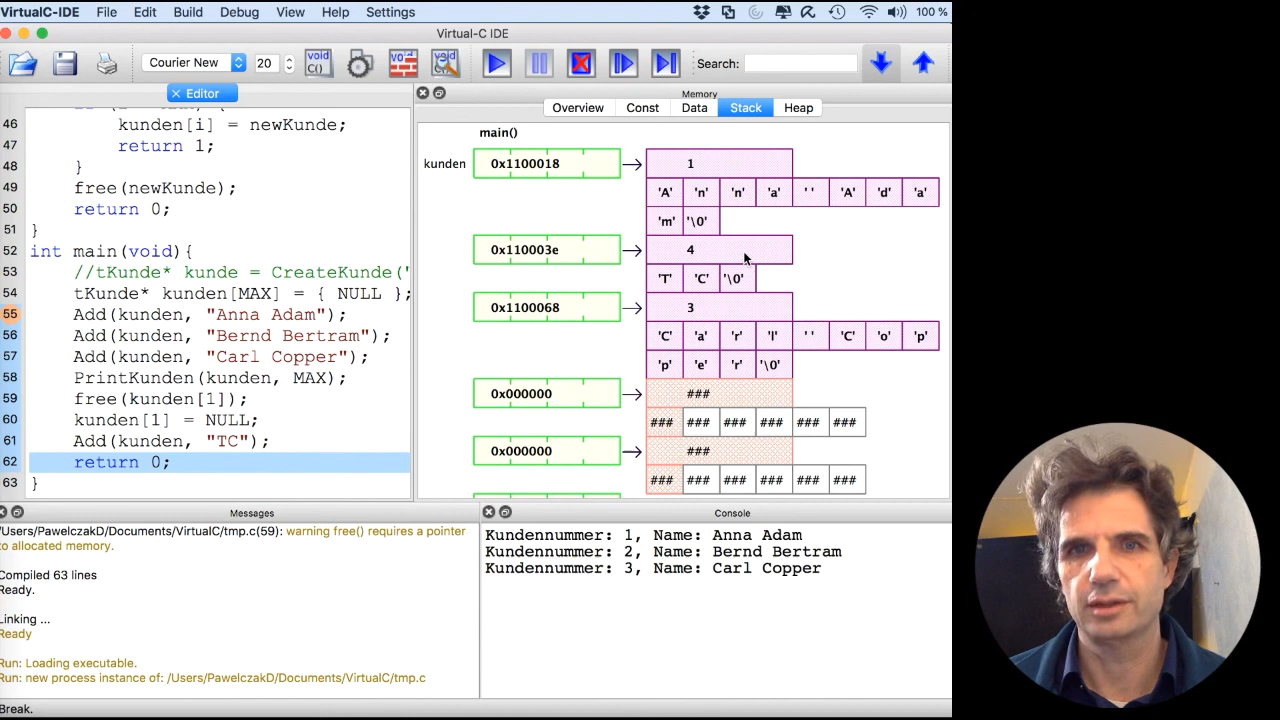 VirtualC-IDE File Edit Build Debug View Help Settings 100 %
Virtual-C IDE
Courier New 20 void C() void C() Search:
Editor
46 kunden[i] = newKunde;
47 return 1;
48 }
49 free(newKunde);
50 return 0;
51 }
52 int main(void){
53 //tKunde* kunde = CreateKunde('
54 tKunde* kunden[MAX] = { NULL };
55 Add(kunden, "Anna Adam");
56 Add(kunden, "Bernd Bertram");
57 Add(kunden, "Carl Copper");
58 PrintKunden(kunden, MAX);
59 free(kunden[1]);
60 kunden[1] = NULL;
61 Add(kunden, "TC");
62 return 0;
63 }
Memory
Overview Const Data Stack Heap
main()
kunden 0x1100018 1
'A' 'n' 'n' 'a' ' ' 'A' 'd' 'a'
'm' '\0'
0x110003e 4
'T' 'C' '\0'
0x1100068 3
'C' 'a' 'r' 'l' ' ' 'C' 'o' 'p'
'p' 'e' 'r' '\0'
0x000000 ###
### ### ### ### ### ###
0x000000 ###
### ### ### ### ### ###
Messages
/Users/PawelczakD/Documents/VirtualC/tmp.c(59): warning free() requires a pointer
to allocated memory.
Compiled 63 lines
Ready.
Linking ...
Ready
Run: Loading executable.
Run: new process instance of: /Users/PawelczakD/Documents/VirtualC/tmp.c
Console
Kundennummer: 1, Name: Anna Adam
Kundennummer: 2, Name: Bernd Bertram
Kundennummer: 3, Name: Carl Copper
Break.